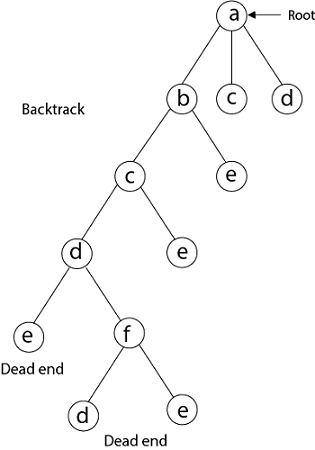 a Root
b c d
Backtrack
c e
d e
e f
Dead end
d e
Dead end